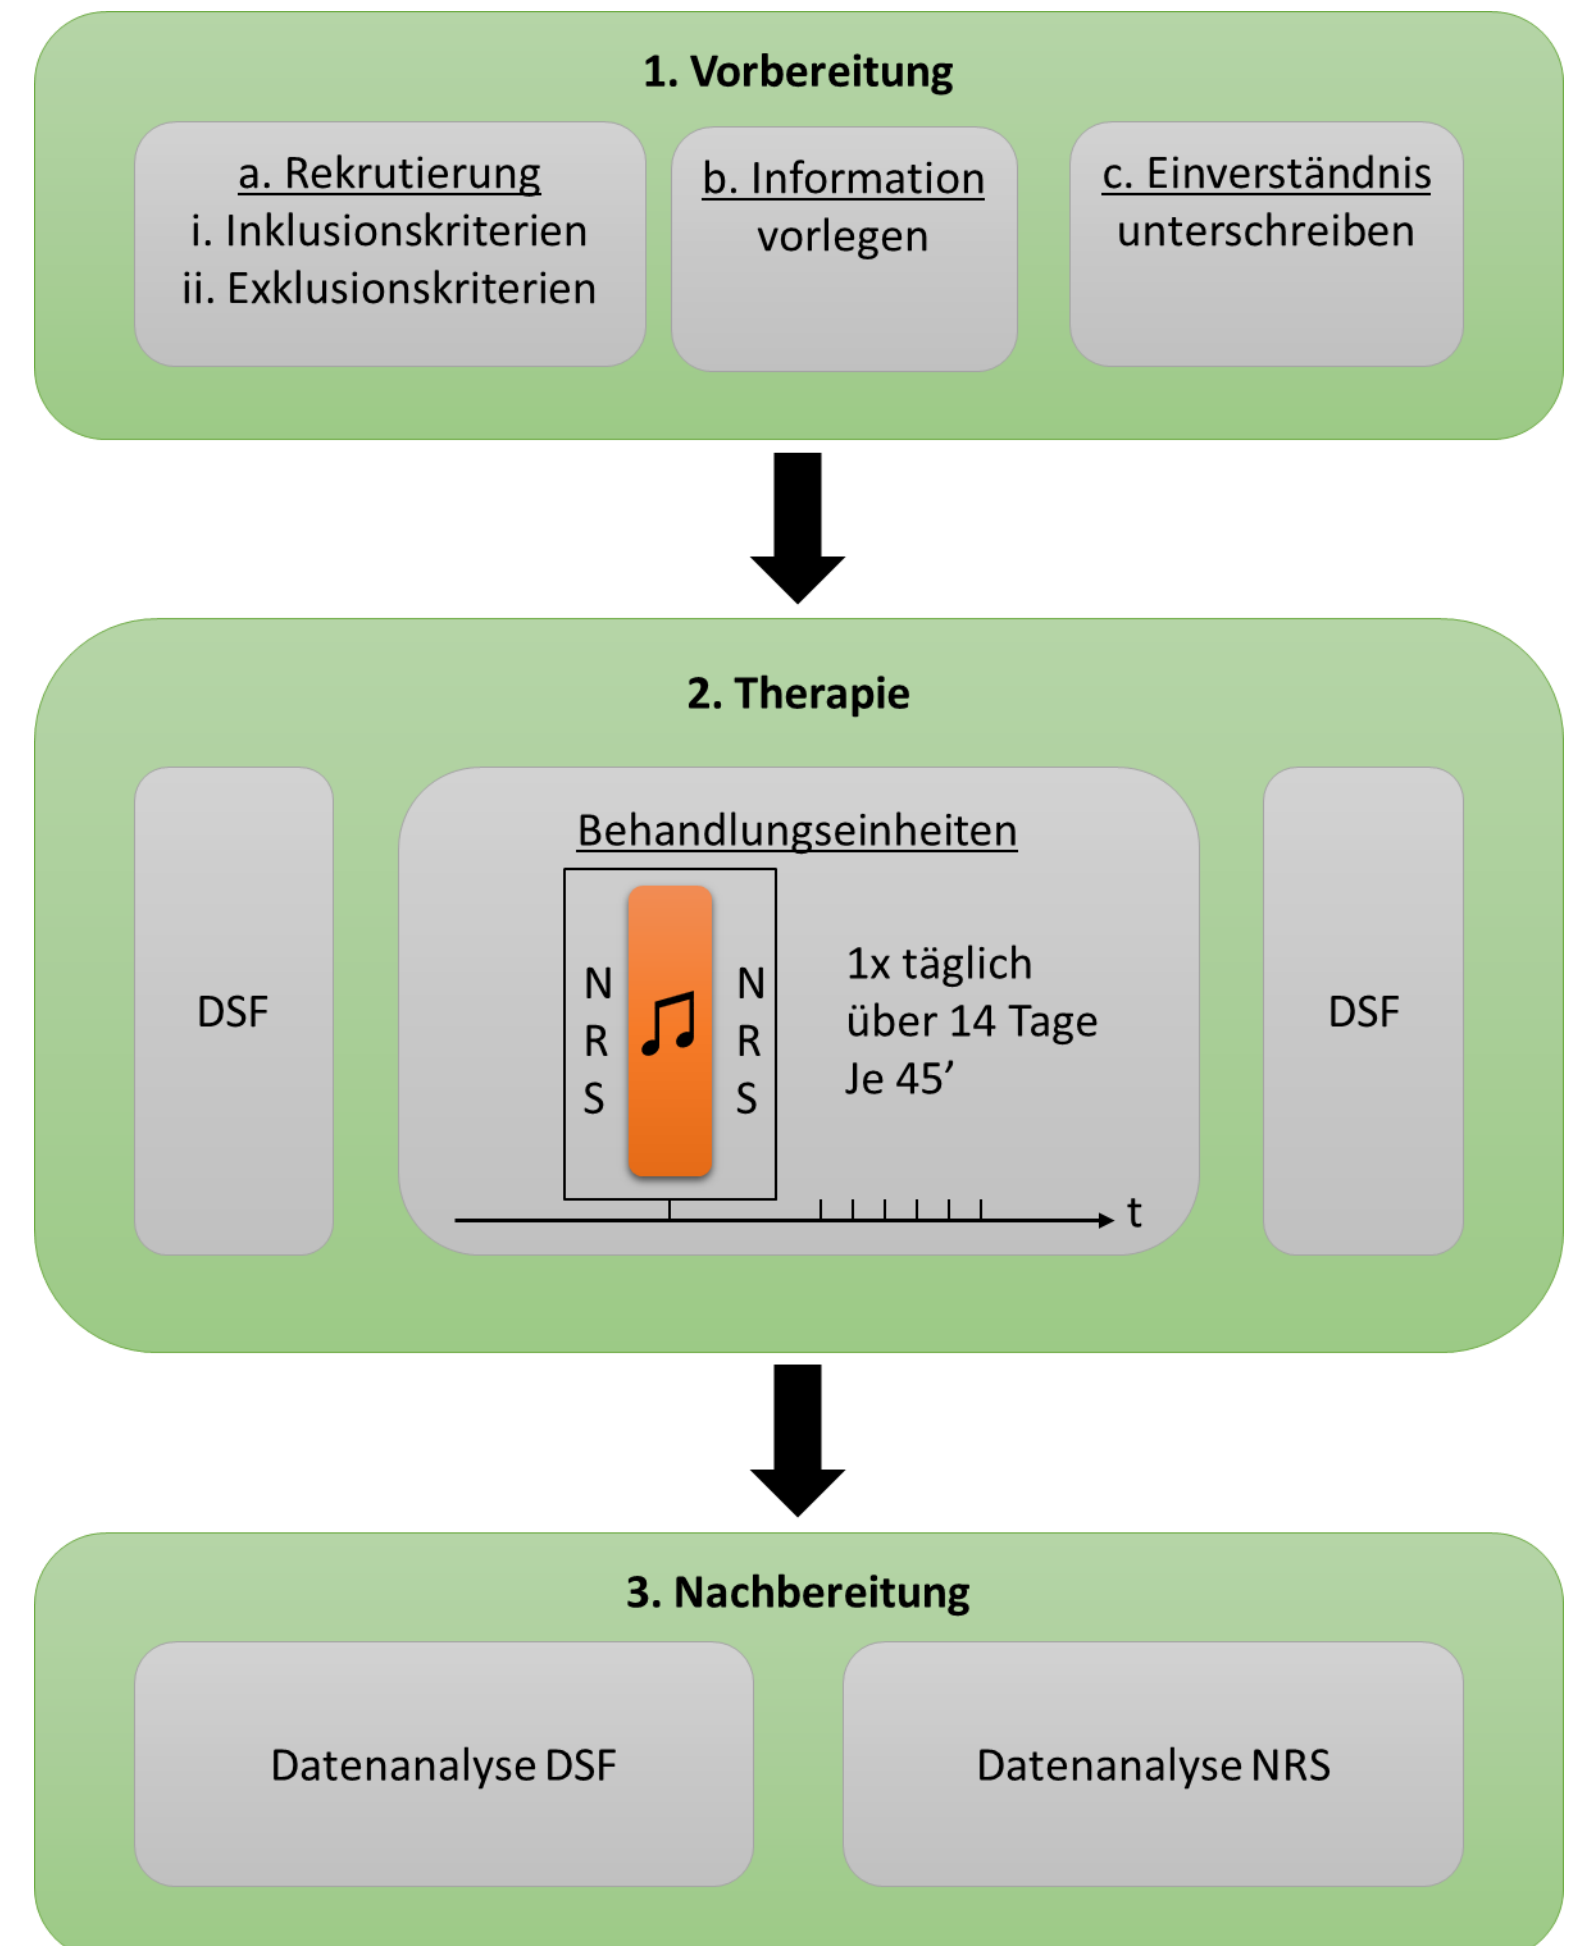 1. Vorbereitung
a. Rekrutierung
i. Inklusionskriterien
ii. Exklusionskriterien
b. Information
vorlegen
c. Einverständnis
unterschreiben
2. Therapie
DSF
Behandlungseinheiten
N
R
S
N
R
S
1x täglich
über 14 Tage
Je 45’
t
DSF
3. Nachbereitung
Datenanalyse DSF
Datenanalyse NRS